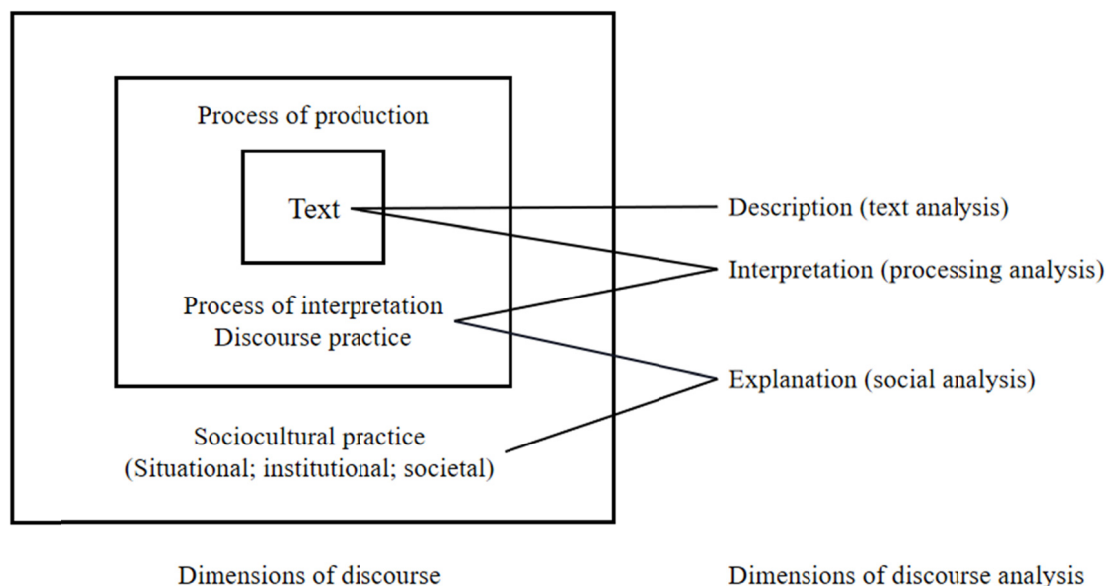 Process of production
Text
Description (text analysis)
Interpretation (processing analysis)
Process of interpretation
Discourse practice
Explanation (social analysis)
Sociocultural practice
(Situational; institutional; societal)
Dimensions of discourse
Dimensions of discourse analysis